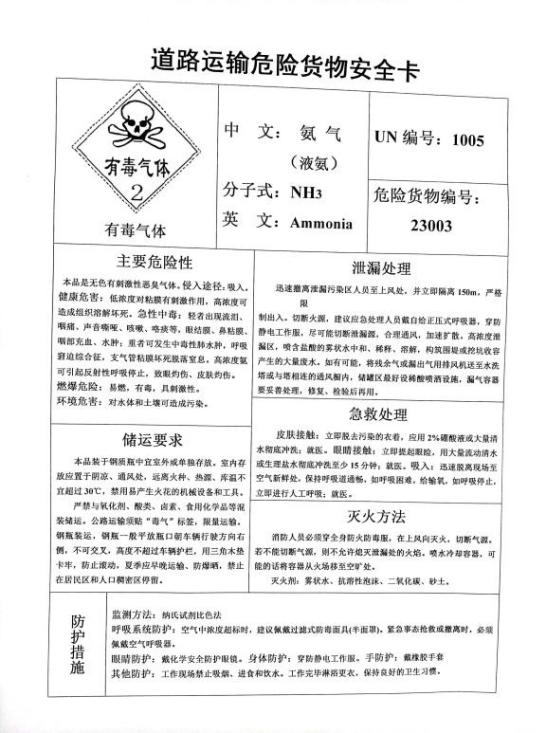 道路运输危险货物安全卡
有毒气体
2
有毒气体
中 文: 氨 气
(液氨)
分子式: NH3
英 文: Ammonia
UN 编号: 1005
危险货物编号:
23003
主要危险性
本品是无色有刺激性恶臭气体。侵入途径: 吸入。
健康危害: 低浓度对粘膜有刺激作用, 高浓度可
造成组织溶解坏死。急性中毒: 轻者出现流泪、
咽痛、声音嘶哑、咳嗽、咯痰等, 眼结膜、鼻粘膜、
咽部充血、水肿; 重者可发生中毒性肺水肿, 呼吸
窘迫综合征, 支气管粘膜坏死脱落窒息。高浓度氨
可引起反射性呼吸停止, 致眼灼伤、皮肤灼伤。
燃爆危险: 易燃, 有毒, 具刺激性。
环境危害: 对水体和土壤可造成污染。
泄漏处理
迅速撤离泄漏污染区人员至上风处, 并立即隔离 150m, 严格
限
制出入。切断火源, 建议应急处理人员戴自给正压式呼吸器, 穿防
静电工作服, 尽可能切断泄漏源, 合理通风, 加速扩散。高浓度泄
漏区, 喷含盐酸的雾状水中和、稀释、溶解, 构筑围堤或挖坑收容
产生的大量废水。如有可能, 将残余气或漏出气用排风机送至水洗
塔或与塔相连的通风橱内, 储罐区最好设稀酸喷洒设施, 漏气容器
要妥善处理, 修复、检验后再用。
急救处理
皮肤接触: 立即脱去污染的衣着, 应用 2%硼酸液或大量清
水彻底冲洗; 就医。眼睛接触: 立即提起眼睑, 用大量流动清水
或生理盐水彻底冲洗至少 15 分钟; 就医。吸入: 迅速脱离现场至
空气新鲜处。保持呼吸道通畅, 如呼吸困难, 给输氧, 如呼吸停止,
立即进行人工呼吸; 就医。
储运要求
本品装于钢质瓶中宜室外或单独存放。室内存
放应置于阴凉、通风处, 远离火种、热源、库温不
宜超过 30℃, 禁用易产生火花的机械设备和工具。
严禁与氧化剂、酸类、卤素、食用化学品等混
装储运。公路运输须贴“毒气”标签, 限量运输,
钢瓶装运, 钢瓶一般平放瓶口朝车辆行驶方向右
侧, 不可交叉, 高度不超过车辆护栏, 用三角木垫
卡牢, 防止滚动, 夏季应早晚运输、防爆晒, 禁止
在居民区和人口稠密区停留。
灭火方法
消防人员必须穿全身防火防毒服, 在上风向灭火, 切断气源。
若不能切断气源, 则不允许熄灭泄漏处的火焰。喷水冷却容器, 可
能的话将容器从火场移至空旷处。
灭火剂: 雾状水、抗溶性泡沫、二氧化碳、砂土。
防护措施
监测方法: 纳氏试剂比色法
呼吸系统防护: 空气中浓度超标时, 建议佩戴过滤式防毒面具(半面罩)。紧急事态抢救或撤离时, 必须
佩戴空气呼吸器。
眼睛防护: 戴化学安全防护眼镜。身体防护: 穿防静电工作服。手防护: 戴橡胶手套
其他防护: 工作现场禁止吸烟、进食和饮水。工作完毕淋浴更衣, 保持良好的卫生习惯。